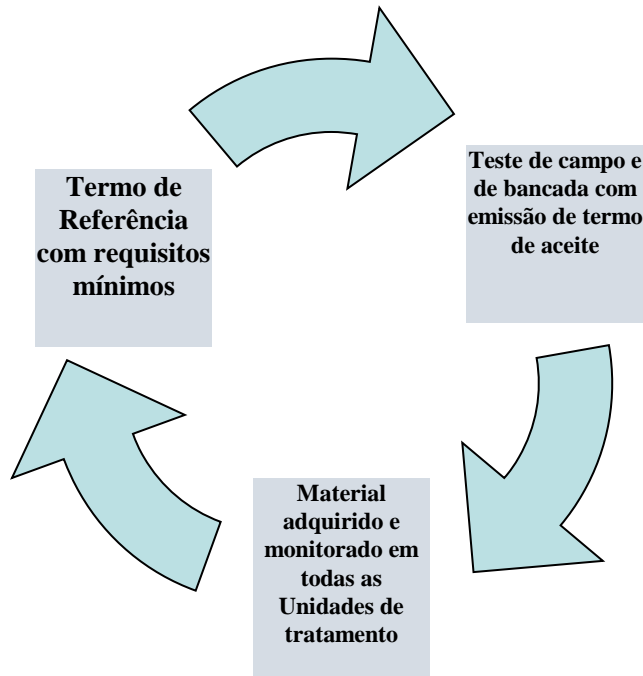 Termo de
Referência
com requisitos
mínimos
Teste de campo e
de bancada com
emissão de termo
de aceite
Material
adquirido e
monitorado em
todas as
Unidades de
tratamento